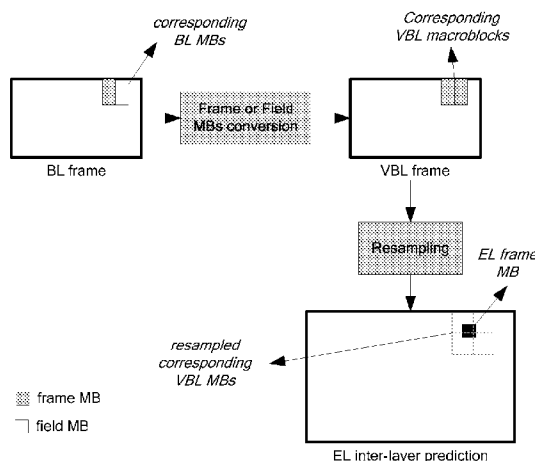 corresponding
BL MBs
Corresponding
VBL macroblocks
Frame or Field
MBs conversion
BL frame
VBL frame
Resampling
EL frame
MB
resampled
corresponding
VBL MBs
frame MB
field MB
EL inter-layer prediction